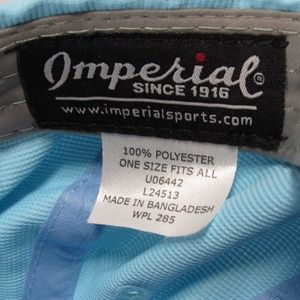 Imperial®
SINCE 1916
www.imperialsports.com
100% POLYESTER
ONE SIZE FITS ALL
U06442
L24513
MADE IN BANGLADESH
WPL 285